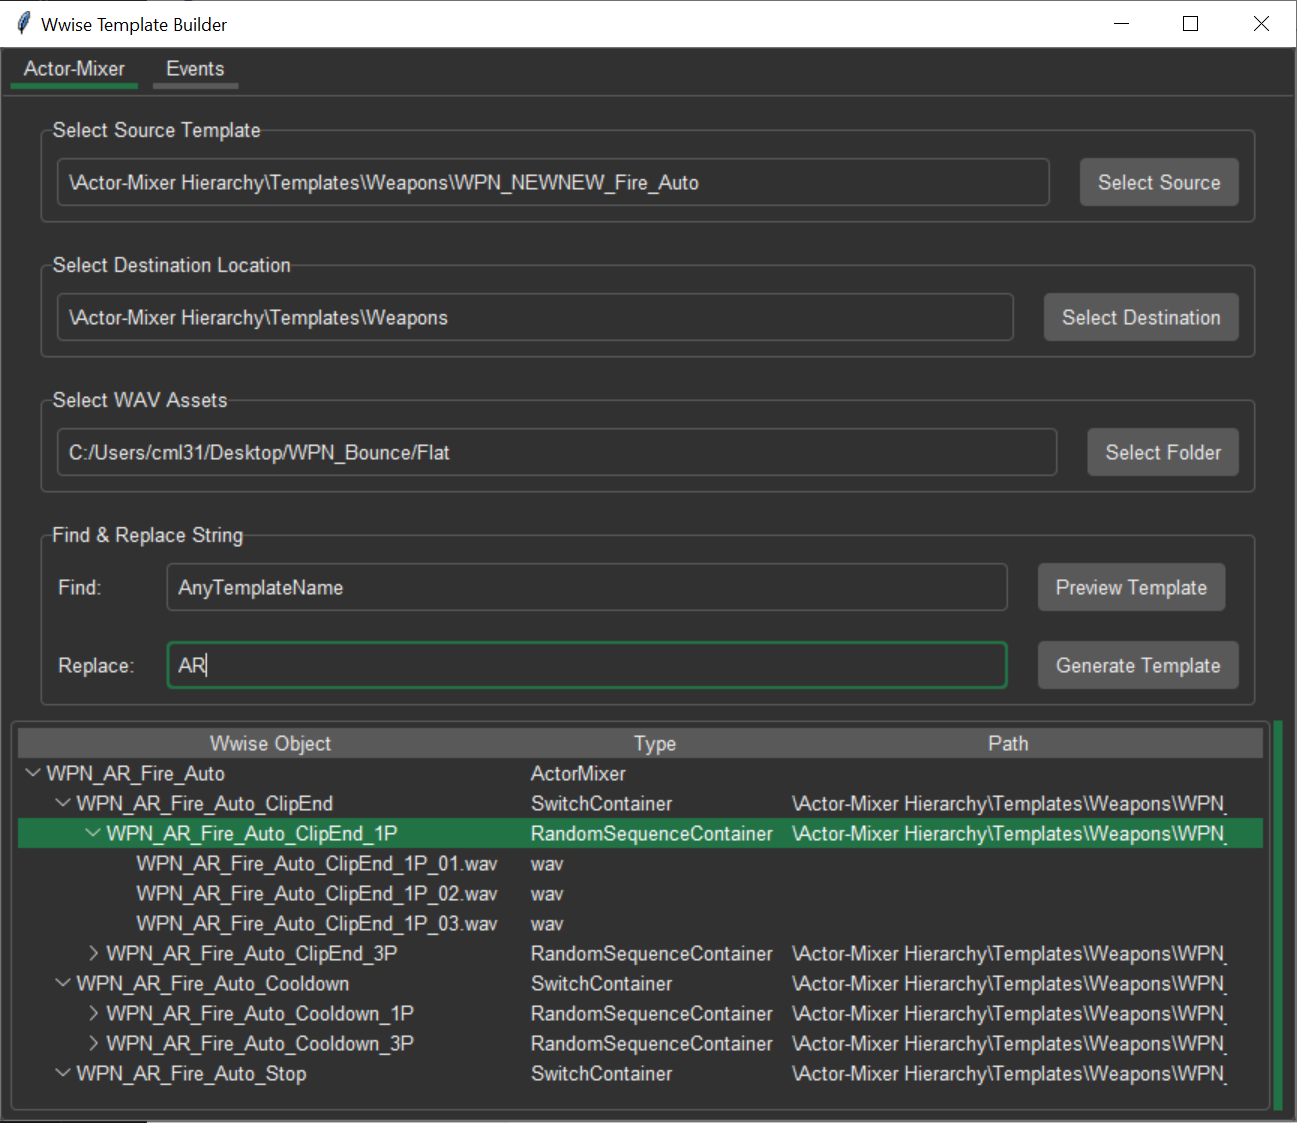 Wwise Template Builder
Actor-Mixer Events
Select Source Template
\Actor-Mixer Hierarchy\Templates\Weapons\WPN_NEWNEW_Fire_Auto Select Source
Select Destination Location
\Actor-Mixer Hierarchy\Templates\Weapons Select Destination
Select WAV Assets
C:/Users/cml31/Desktop/WPN_Bounce/Flat Select Folder
Find & Replace String
Find: AnyTemplateName Preview Template
Replace: AR Generate Template
Wwise Object Type Path
WPN_AR_Fire_Auto ActorMixer
WPN_AR_Fire_Auto_ClipEnd SwitchContainer \Actor-Mixer Hierarchy\Templates\Weapons\WPN_
WPN_AR_Fire_Auto_ClipEnd_1P RandomSequenceContainer \Actor-Mixer Hierarchy\Templates\Weapons\WPN_
WPN_AR_Fire_Auto_ClipEnd_1P_01.wav wav
WPN_AR_Fire_Auto_ClipEnd_1P_02.wav wav
WPN_AR_Fire_Auto_ClipEnd_1P_03.wav wav
WPN_AR_Fire_Auto_ClipEnd_3P RandomSequenceContainer \Actor-Mixer Hierarchy\Templates\Weapons\WPN_
WPN_AR_Fire_Auto_Cooldown SwitchContainer \Actor-Mixer Hierarchy\Templates\Weapons\WPN_
WPN_AR_Fire_Auto_Cooldown_1P RandomSequenceContainer \Actor-Mixer Hierarchy\Templates\Weapons\WPN_
WPN_AR_Fire_Auto_Cooldown_3P RandomSequenceContainer \Actor-Mixer Hierarchy\Templates\Weapons\WPN_
WPN_AR_Fire_Auto_Stop SwitchContainer \Actor-Mixer Hierarchy\Templates\Weapons\WPN_